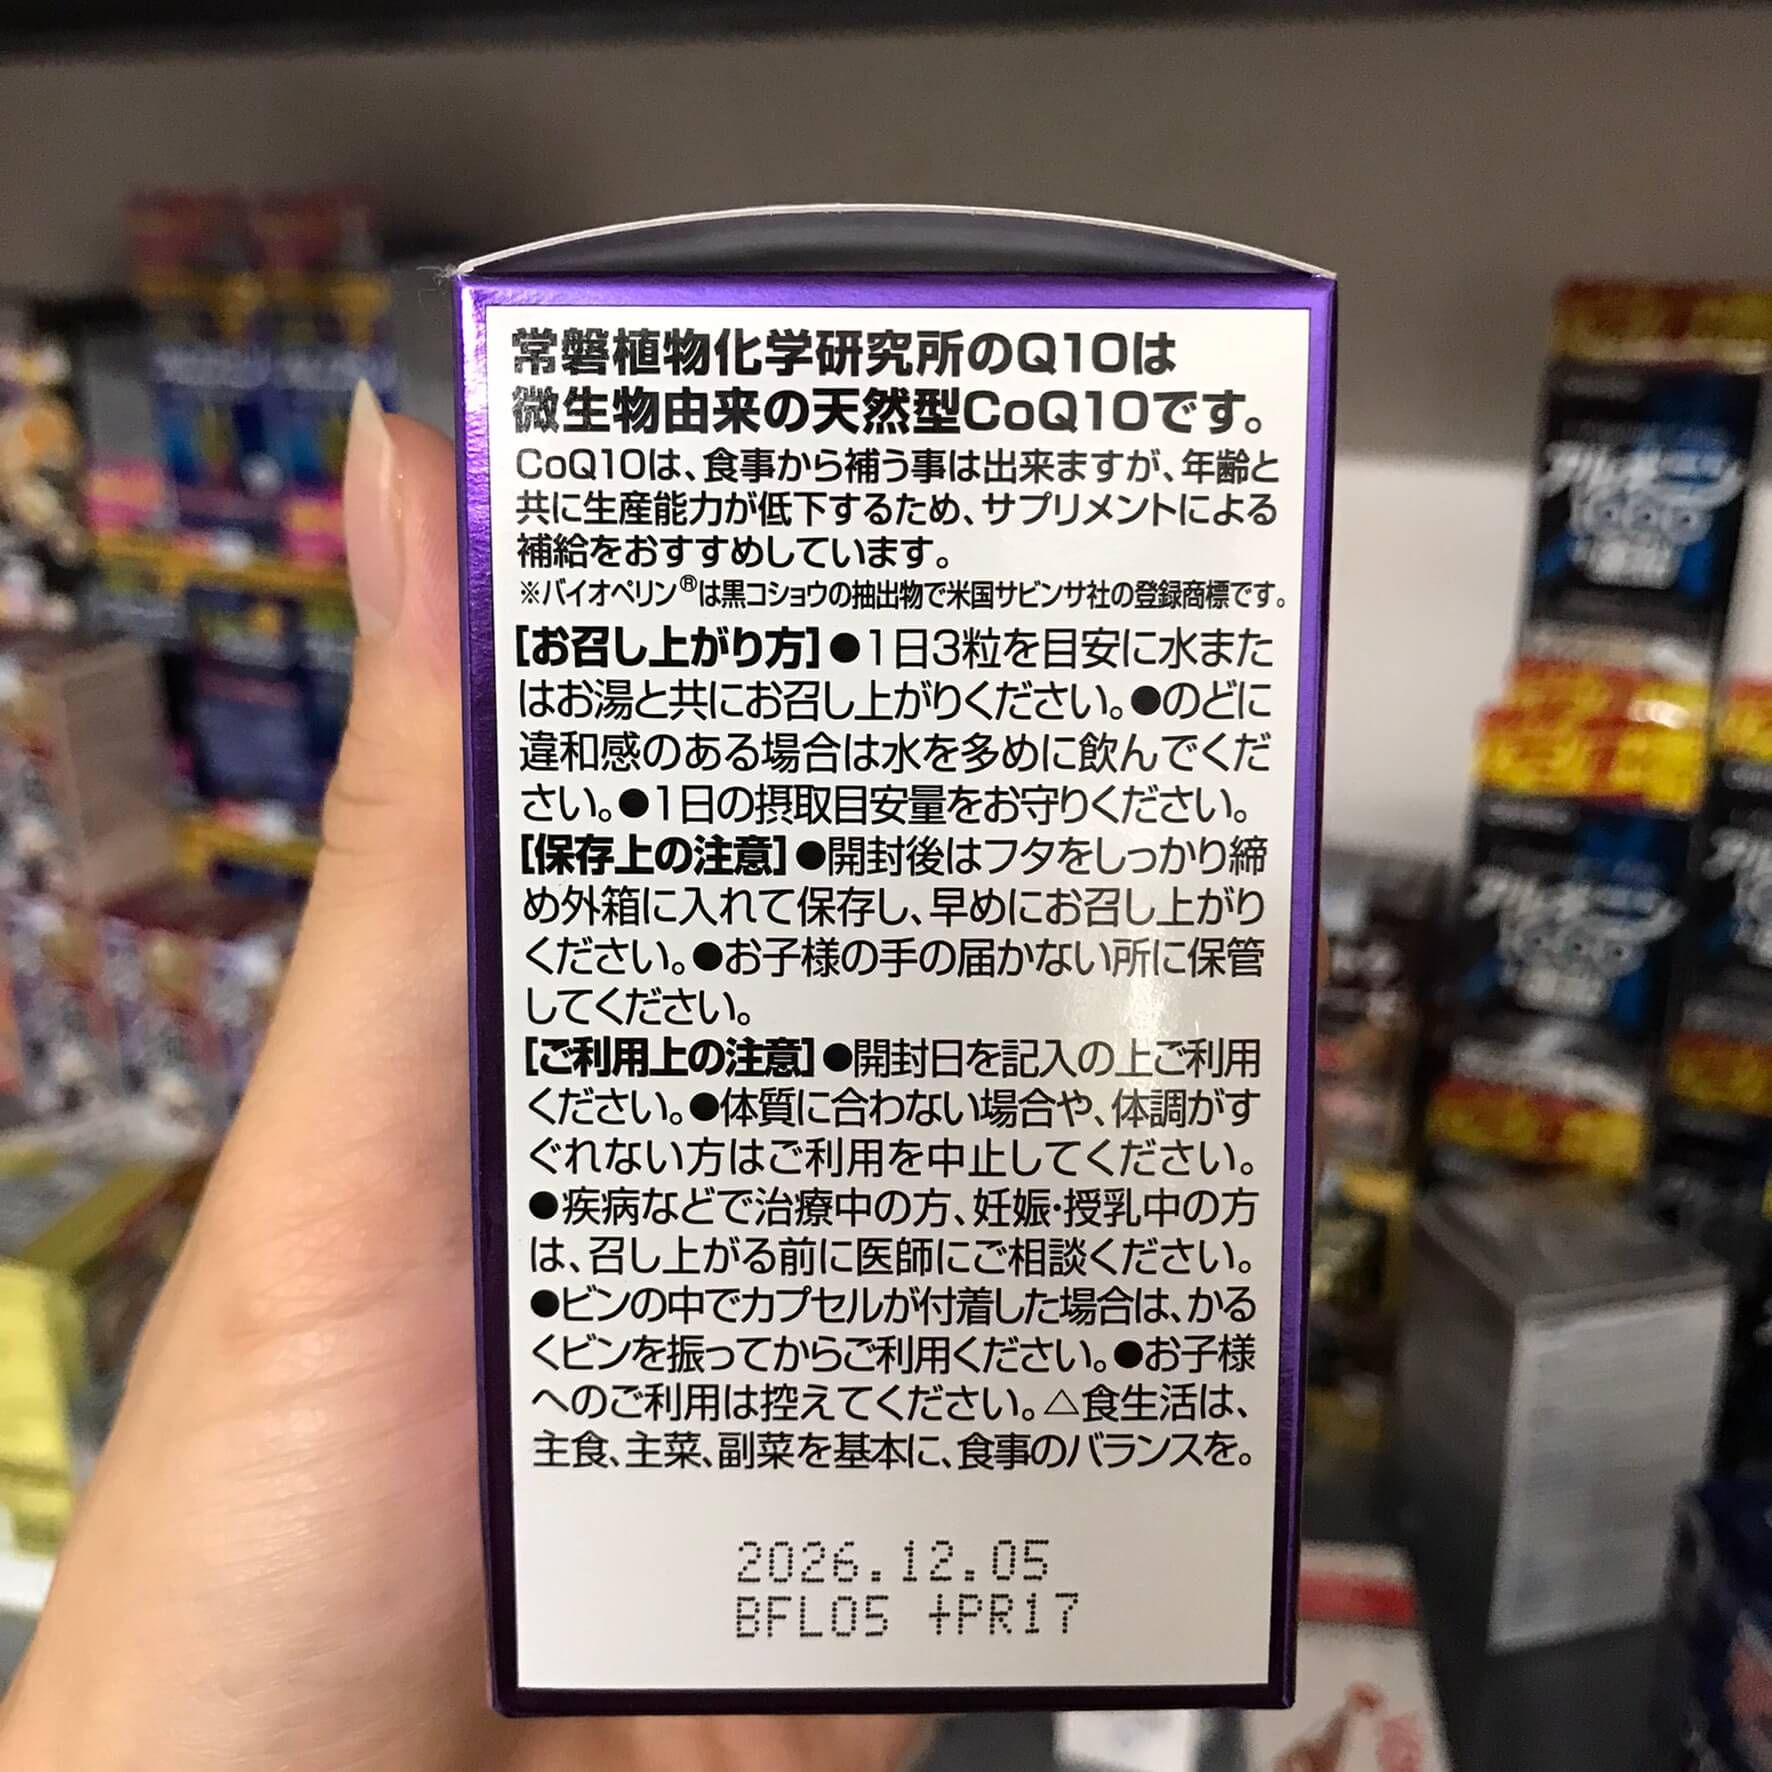 常磐植物化学研究所のQ10は
微生物由来の天然型CoQ10です。
CoQ10は、食事から補う事は出来ますが、年齢と
共に生産能力が低下するため、サプリメントによる
補給をおすすめしています。
※バイオペリン®は黒コショウの抽出物で米国サビンサ社の登録商標です。
[お召し上がり方]●1日3粒を目安に水また
はお湯と共にお召し上がりください。●のどに
違和感のある場合は水を多めに飲んでくだ
さい。●1日の摂取目安量をお守りください。
[保存上の注意]●開封後はフタをしっかり締
め外箱に入れて保存し、早めにお召し上がり
ください。●お子様の手の届かない所に保管
してください。
[ご利用上の注意]●開封日を記入の上ご利用
ください。●体質に合わない場合や、体調がす
ぐれない方はご利用を中止してください。
●疾病などで治療中の方、妊娠・授乳中の方
は、召し上がる前に医師にご相談ください。
●ビンの中でカプセルが付着した場合は、かる
くビンを振ってからご利用ください。●お子様
へのご利用は控えてください。△食生活は、
主食、主菜、副菜を基本に、食事のバランスを。
2026.12.05
BFL05 +PR17